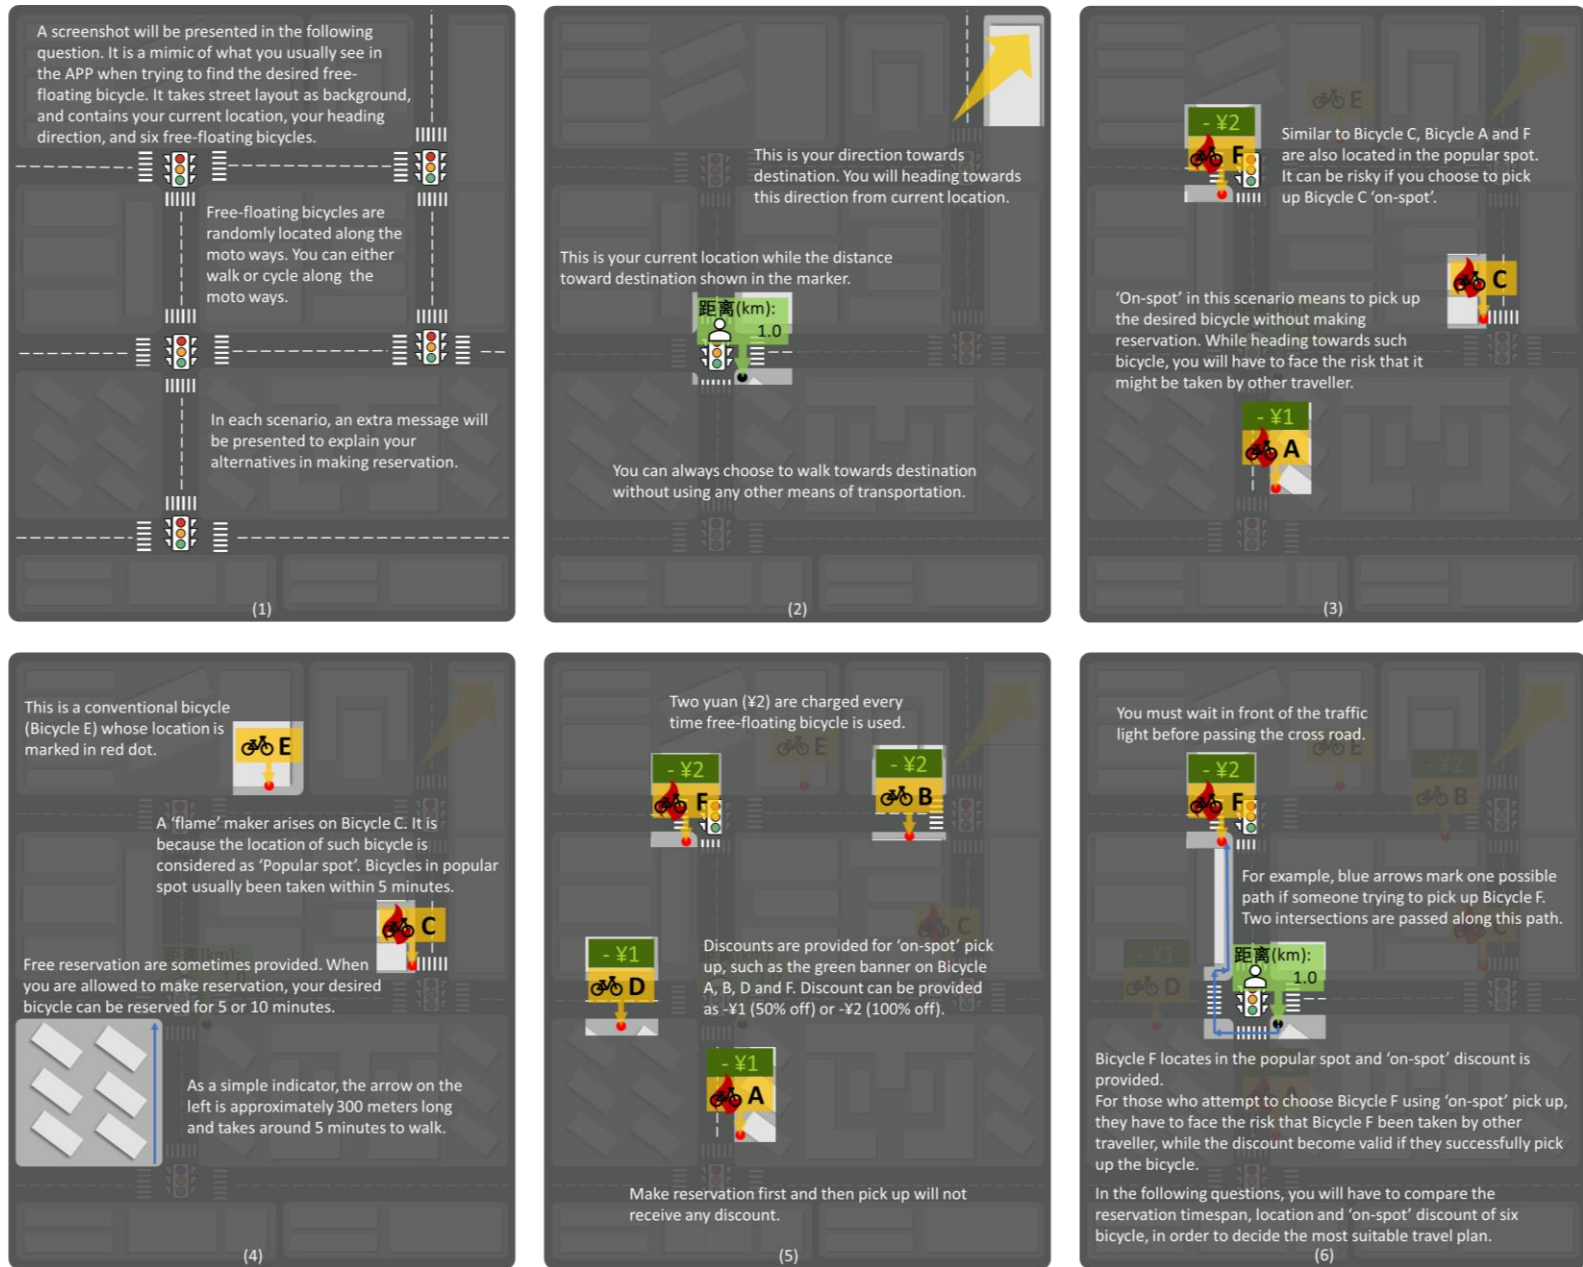 A screenshot will be presented in the following
question. It is a mimic of what you usually see in
the APP when trying to find the desired free-
floating bicycle. It takes street layout as background,
and contains your current location, your heading
direction, and six free-floating bicycles.
Free-floating bicycles are
randomly located along the
moto ways. You can either
walk or cycle along the
moto ways.
In each scenario, an extra message will
be presented to explain your
alternatives in making reservation.
(1)
This is your direction towards
destination. You will heading towards
this direction from current location.
This is your current location while the distance
toward destination shown in the marker.
距离(km):
1.0
You can always choose to walk towards destination
without using any other means of transportation.
(2)
E
- ¥2
F
Similar to Bicycle C, Bicycle A and F
are also located in the popular spot.
It can be risky if you choose to pick
up Bicycle C ‘on-spot’.
C
‘On-spot’ in this scenario means to pick up
the desired bicycle without making
reservation. While heading towards such
bicycle, you will have to face the risk that it
might be taken by other traveller.
- ¥1
A
(3)
This is a conventional bicycle
(Bicycle E) whose location is
marked in red dot.
E
A ‘flame’ maker arises on Bicycle C. It is
because the location of such bicycle is
considered as ‘Popular spot’. Bicycles in popular
spot usually been taken within 5 minutes.
C
距离(km):
Free reservation are sometimes provided. When
you are allowed to make reservation, your desired
bicycle can be reserved for 5 or 10 minutes.
As a simple indicator, the arrow on the
left is approximately 300 meters long
and takes around 5 minutes to walk.
(4)
Two yuan (¥2) are charged every
time free-floating bicycle is used.
E
- ¥2
F
- ¥2
B
C
- ¥1
D
Discounts are provided for ‘on-spot’ pick
up, such as the green banner on Bicycle
A, B, D and F. Discount can be provided
as -¥1 (50% off) or -¥2 (100% off).
- ¥1
A
Make reservation first and then pick up will not
receive any discount.
(5)
You must wait in front of the traffic
light before passing the cross road.
E
- ¥2
F
- ¥2
B
For example, blue arrows mark one possible
path if someone trying to pick up Bicycle F.
Two intersections are passed along this path.
- ¥1
D
距离(km):
1.0
Bicycle F locates in the popular spot and ‘on-spot’ discount is
provided.
For those who attempt to choose Bicycle F using ‘on-spot’ pick up,
they have to face the risk that Bicycle F been taken by other
traveller, while the discount become valid if they successfully pick
up the bicycle.
In the following questions, you will have to compare the
reservation timespan, location and ‘on-spot’ discount of six
bicycle, in order to decide the most suitable travel plan.
(6)